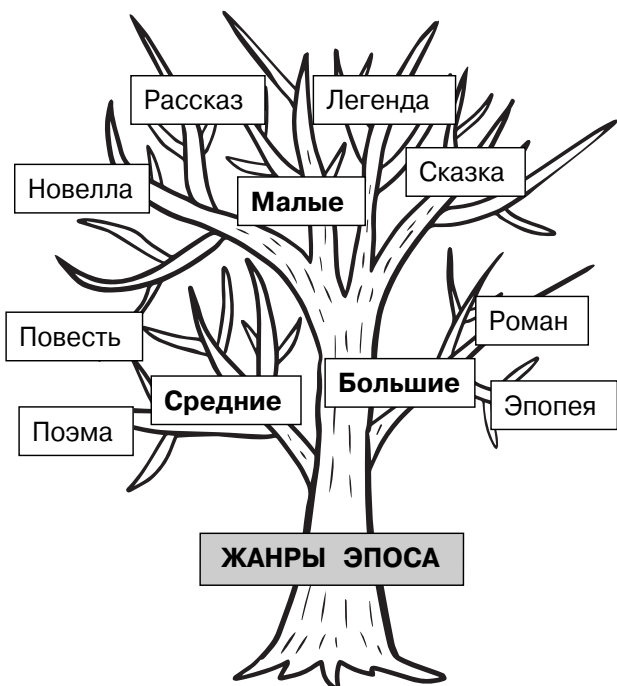 Рассказ
Легенда
Новелла
Малые
Сказка
Повесть
Средние
Большие
Роман
Поэма
Эпопея
ЖАНРЫ ЭПОСА